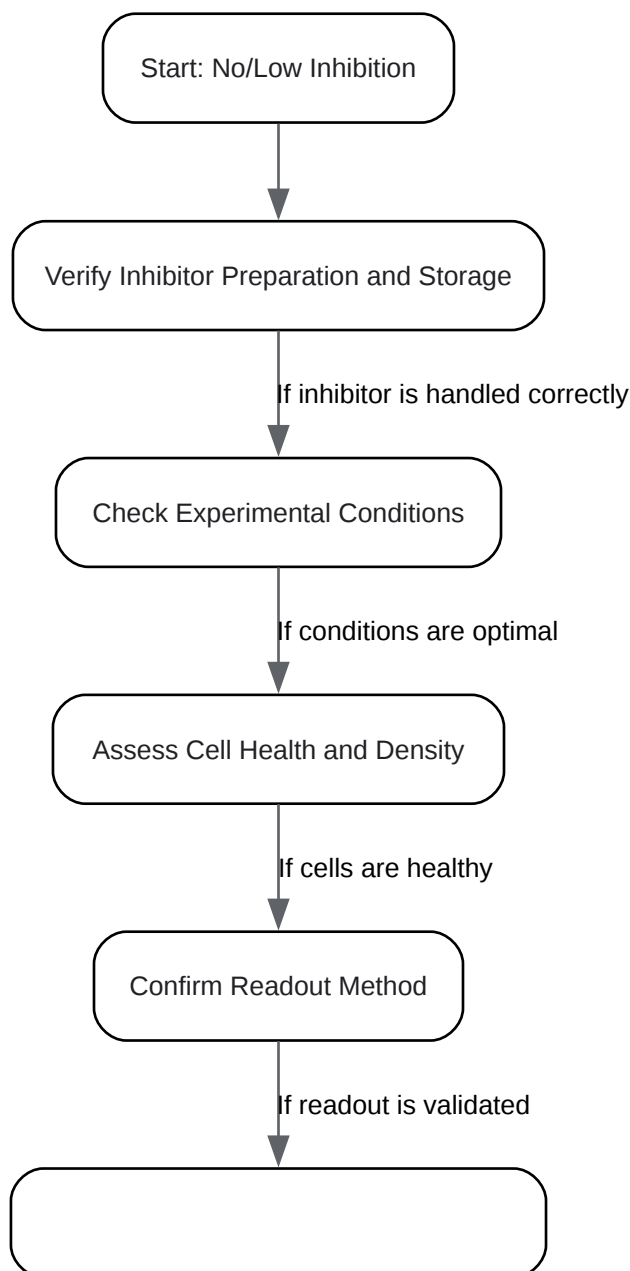 Start: No/Low Inhibition
Verify Inhibitor Preparation and Storage
If inhibitor is handled correctly
Check Experimental Conditions
If conditions are optimal
Assess Cell Health and Density
If cells are healthy
Confirm Readout Method
If readout is validated